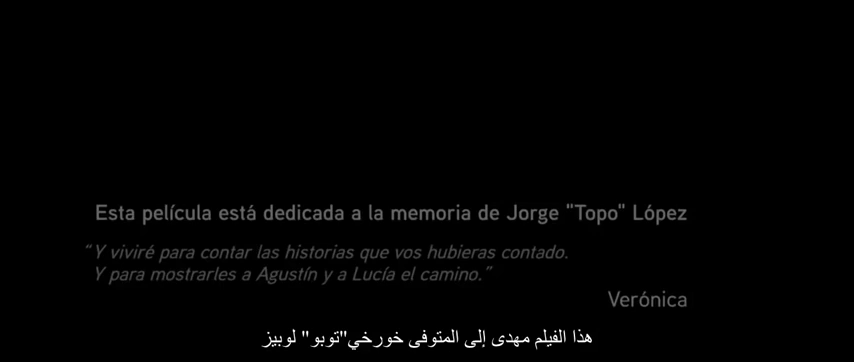 Esta película está dedicada a la memoria de Jorge "Topo" López
"Y viviré para contar las historias que vos hubieras contado.
Y para mostrarles a Agustín y a Lucía el camino."
Verónica
هذا الفيلم مهدى إلى المتوفى خورخي"توبو" لوبيز